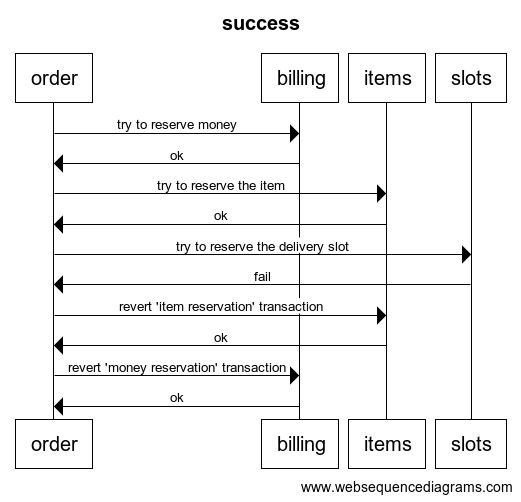 success
order billing items slots
try to reserve money
ok
try to reserve the item
ok
try to reserve the delivery slot
fail
revert 'item reservation' transaction
ok
revert 'money reservation' transaction
ok
order billing items slots
www.websequencediagrams.com